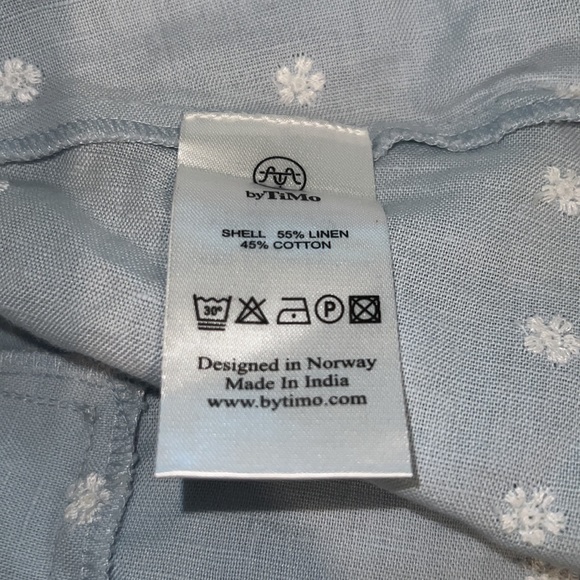 byTiMo
SHELL 55% LINEN
45% COTTON
30°
P
Designed in Norway
Made In India
www.bytimo.com